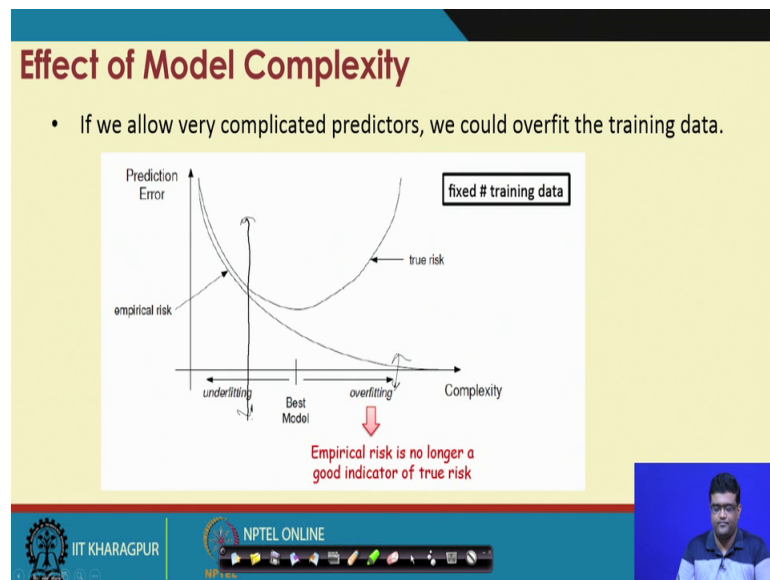 Effect of Model Complexity
• If we allow very complicated predictors, we could overfit the training data.
Prediction
Error
fixed # training data
true risk
empirical risk
underfitting
Best
Model
overfitting
Complexity
Empirical risk is no longer a
good indicator of true risk
IIT KHARAGPUR
NPTEL ONLINE
NPTEL